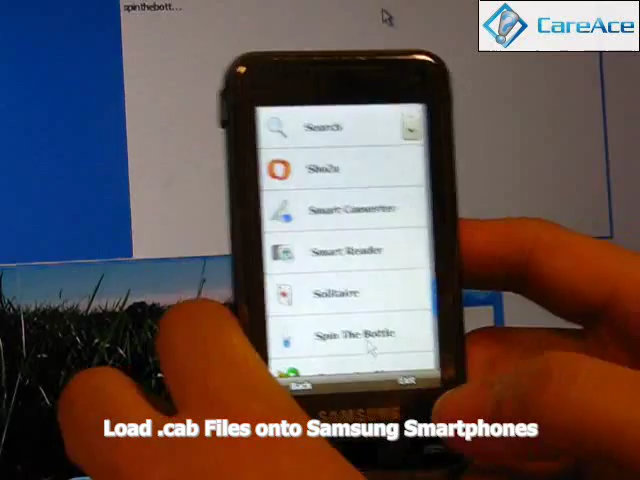 spinthebott...
CareAce
Search
ShoZu
Smart Converter
Smart Reader
Solitaire
Spin The Bottle
Back Exit
SAMSUNG
Load .cab Files onto Samsung Smartphones